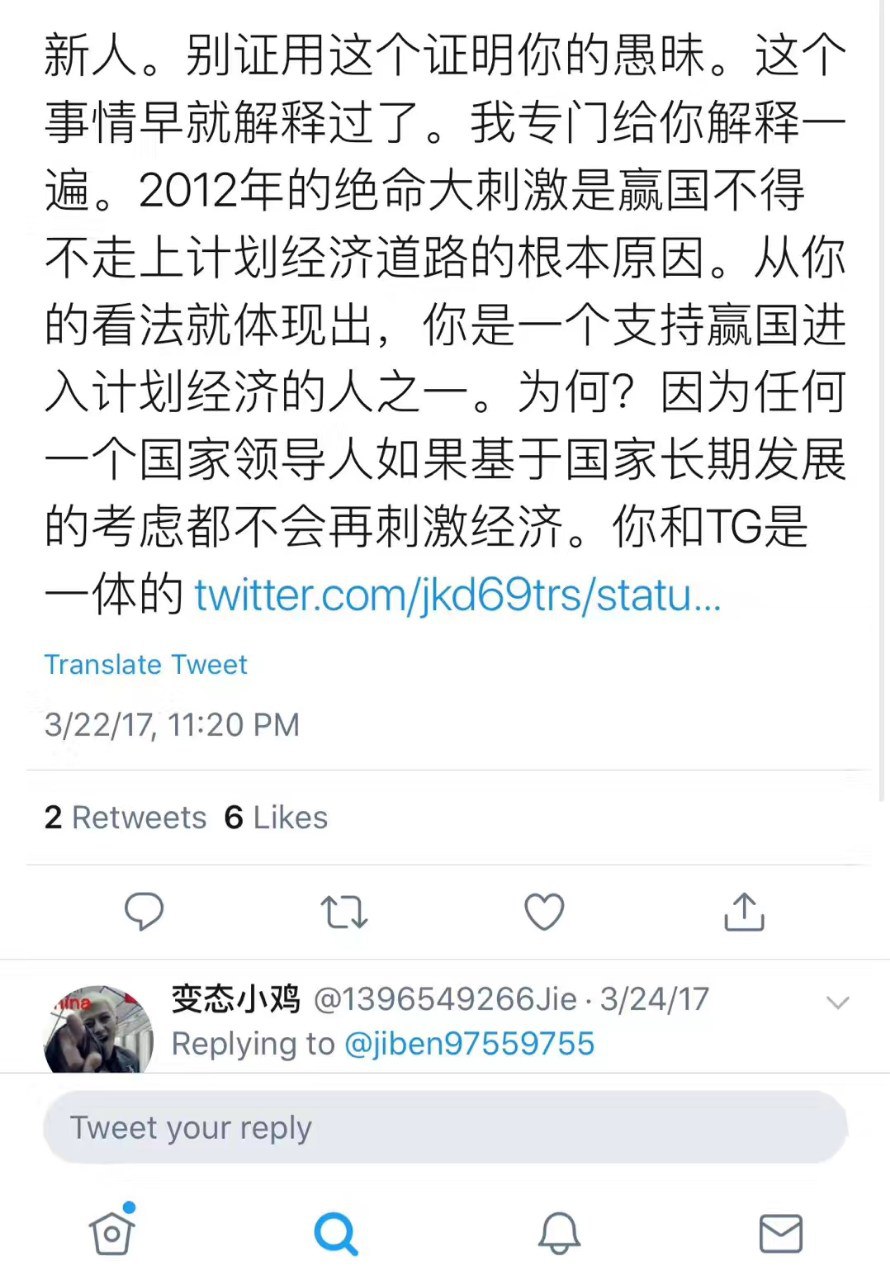 新人。别证用这个证明你的愚昧。这个
事情早就解释过了。我专门给你解释一
遍。2012年的绝命大刺激是赢国不得
不走上计划经济道路的根本原因。从你
的看法就体现出，你是一个支持赢国进
入计划经济的人之一。为何？因为任何
一个国家领导人如果基于国家长期发展
的考虑都不会再刺激经济。你和TG是
一体的 twitter.com/jkd69trs/statu...
Translate Tweet
3/22/17, 11:20 PM
2 Retweets 6 Likes
变态小鸡 @1396549266Jie · 3/24/17
Replying to @jiben97559755
Tweet your reply